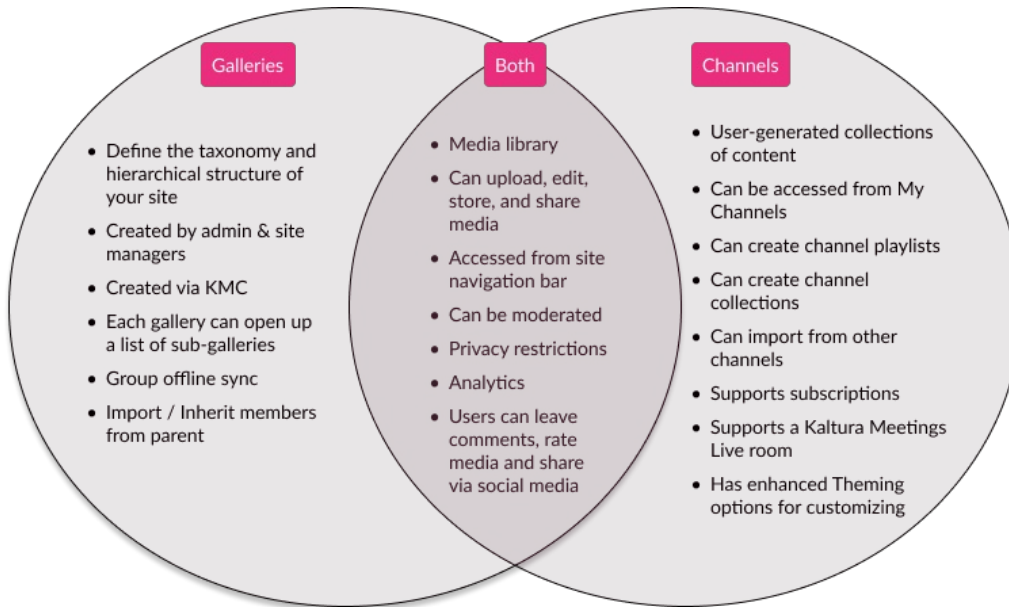 Galleries
• Define the taxonomy and
hierarchical structure of
your site
• Created by admin & site
managers
• Created via KMC
• Each gallery can open up
a list of sub-galleries
• Group offline sync
• Import / Inherit members
from parent
Both
• Media library
• Can upload, edit,
store, and share
media
• Accessed from site
navigation bar
• Can be moderated
• Privacy restrictions
• Analytics
• Users can leave
comments, rate
media and share
via social media
Channels
• User-generated collections
of content
• Can be accessed from My
Channels
• Can create channel playlists
• Can create channel
collections
• Can import from other
channels
• Supports subscriptions
• Supports a Kaltura Meetings
Live room
• Has enhanced Theming
options for customizing